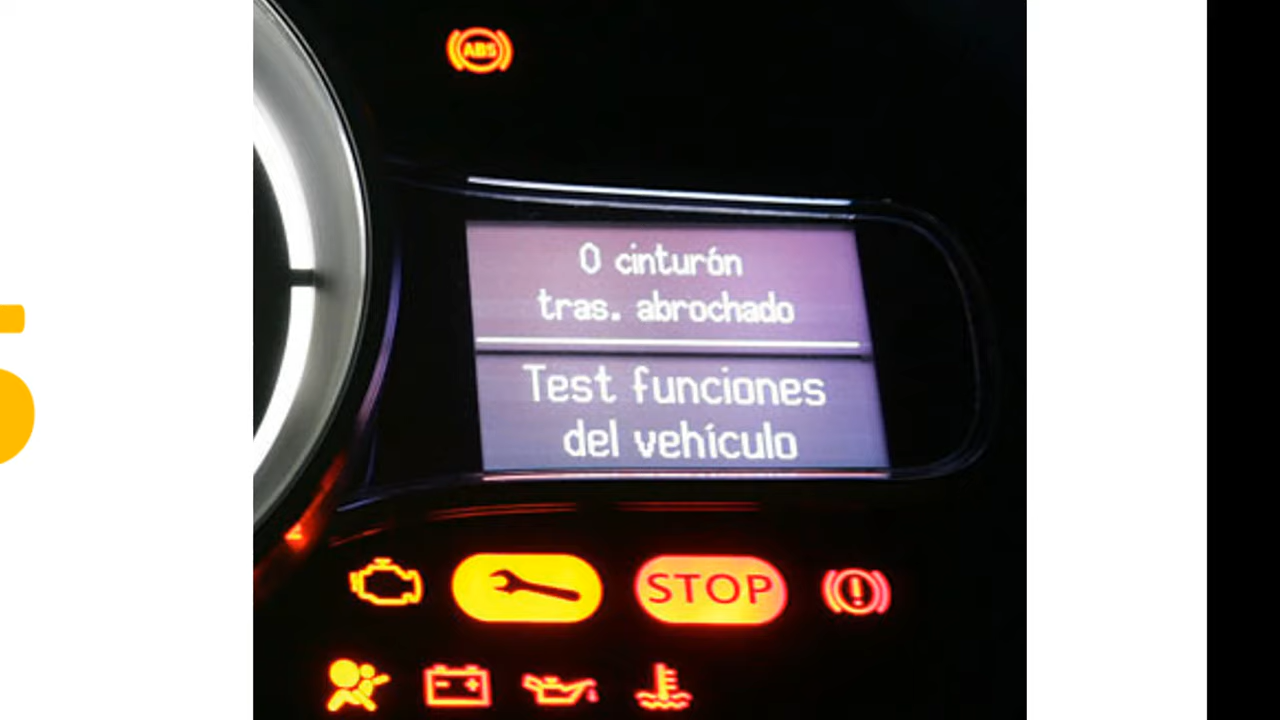 ABS
0 cinturón
tras. abrochado
Test funciones
del vehículo
STOP